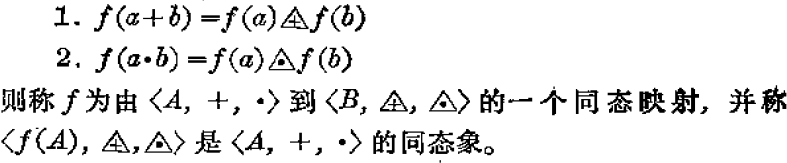 1. f(a+b)=f(a)⨹f(b)
2. f(a·b)=f(a)◬f(b)
则称 f 为由〈A, +, ·〉到〈B, ⨹, ◬〉的一个同态映射, 并称
〈f(A), ⨹, ◬〉是〈A, +, ·〉的同态象。